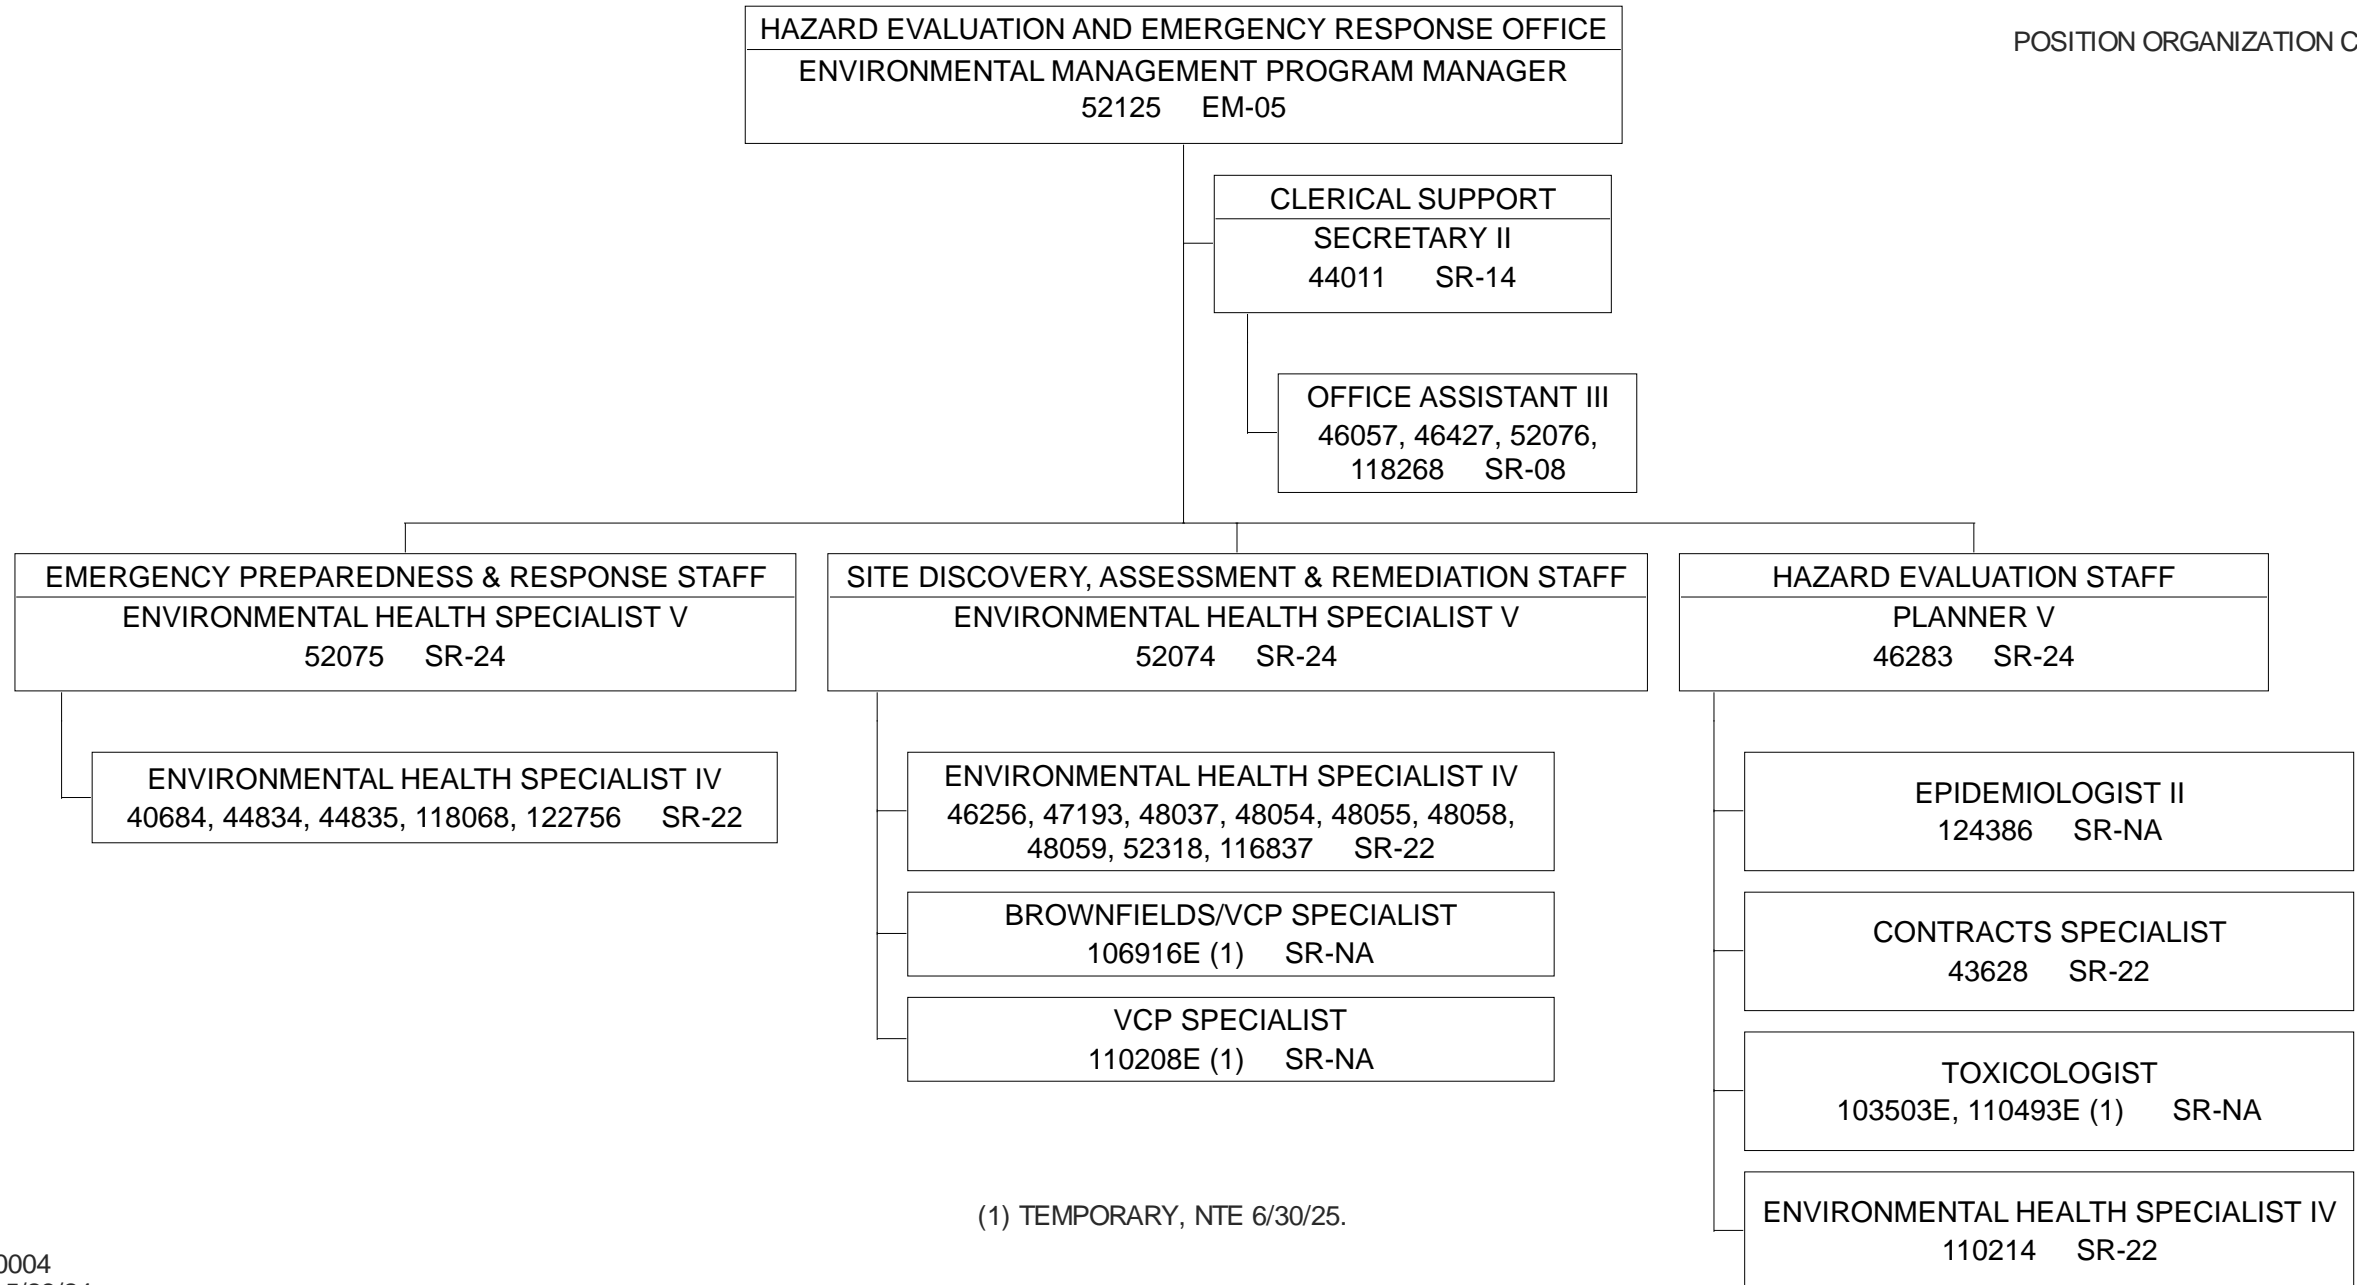 HAZARD EVALUATION AND EMERGENCY RESPONSE OFFICE
ENVIRONMENTAL MANAGEMENT PROGRAM MANAGER
52125 EM-05
POSITION ORGANIZATION
CLERICAL SUPPORT
SECRETARY II
44011 SR-14
OFFICE ASSISTANT III
46057, 46427, 52076,
118268 SR-08
EMERGENCY PREPAREDNESS & RESPONSE STAFF
ENVIRONMENTAL HEALTH SPECIALIST V
52075 SR-24
ENVIRONMENTAL HEALTH SPECIALIST IV
40684, 44834, 44835, 118068, 122756 SR-22
SITE DISCOVERY, ASSESSMENT & REMEDIATION STAFF
ENVIRONMENTAL HEALTH SPECIALIST V
52074 SR-24
ENVIRONMENTAL HEALTH SPECIALIST IV
46256, 47193, 48037, 48054, 48055, 48058,
48059, 52318, 116837 SR-22
BROWNFIELDS/VCP SPECIALIST
106916E (1) SR-NA
VCP SPECIALIST
110208E (1) SR-NA
HAZARD EVALUATION STAFF
PLANNER V
46283 SR-24
EPIDEMIOLOGIST II
124386 SR-NA
CONTRACTS SPECIALIST
43628 SR-22
TOXICOLOGIST
103503E, 110493E (1) SR-NA
ENVIRONMENTAL HEALTH SPECIALIST IV
110214 SR-22
(1) TEMPORARY, NTE 6/30/25.
0004